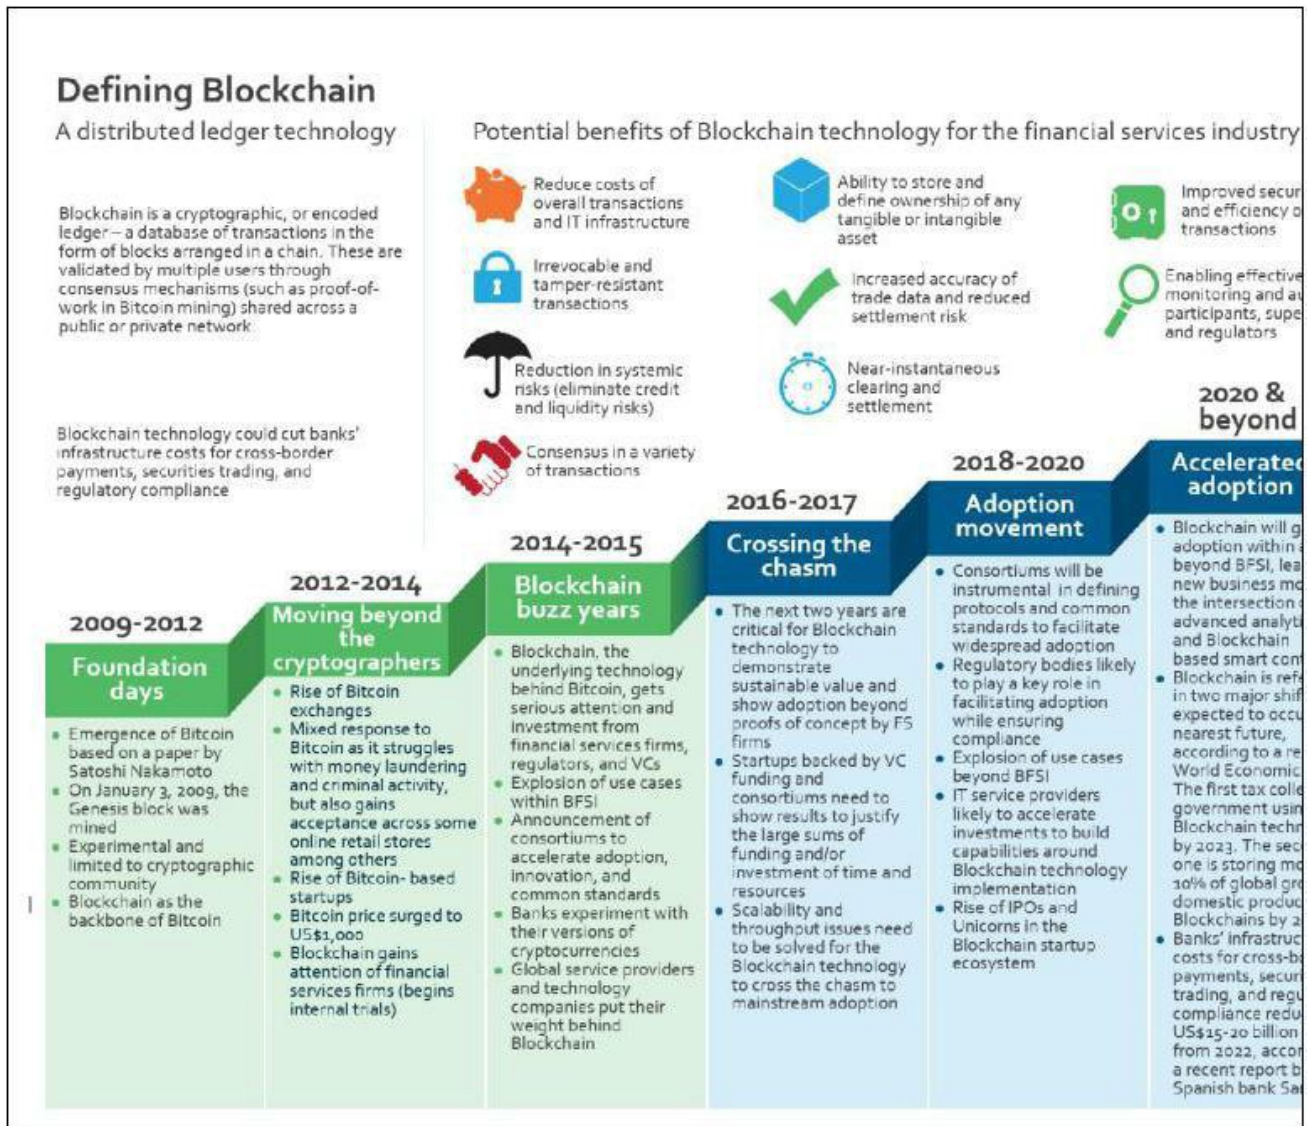 Defining Blockchain
A distributed ledger technology
Blockchain is a cryptographic, or encoded
ledger – a database of transactions in the
form of blocks arranged in a chain. These are
validated by multiple users through
consensus mechanisms (such as proof-of-
work in Bitcoin mining) shared across a
public or private network.
Blockchain technology could cut banks'
infrastructure costs for cross-border
payments, securities trading, and
regulatory compliance
Potential benefits of Blockchain technology for the financial services industry
Reduce costs of
overall transactions
and IT infrastructure
Irrevocable and
tamper-resistant
transactions
Reduction in systemic
risks (eliminate credit
and liquidity risks)
Consensus in a variety
of transactions
Ability to store and
define ownership of any
tangible or intangible
asset
Increased accuracy of
trade data and reduced
settlement risk
Near-instantaneous
clearing and
settlement
Improved
and efficiency
transactions
Enabling effective
monitoring and
participants,
and regulators
2009-2012
Foundation
days
Emergence of Bitcoin
based on a paper by
Satoshi Nakamoto
On January 3, 2009, the
Genesis block was
mined
Experimental and
limited to cryptographic
community
Blockchain as the
backbone of Bitcoin
2012-2014
Moving beyond
the
cryptographers
Rise of Bitcoin
exchanges
Mixed response to
Bitcoin as it struggles
with money laundering
and criminal activity,
but also gains
acceptance across some
online retail stores
among others
Rise of Bitcoin- based
startups
Bitcoin price surged to
US$1,000
Blockchain gains
attention of financial
services firms (begins
internal trials)
2014-2015
Blockchain
buzz years
Blockchain, the
underlying technology
behind Bitcoin, gets
serious attention and
investment from
financial services firms,
regulators, and VCs
Explosion of use cases
within BFSI
Announcement of
consortiums to
accelerate adoption,
innovation, and
common standards
Banks experiment with
their versions of
cryptocurrencies
Global service providers
and technology
companies put their
weight behind
Blockchain
2016-2017
Crossing the
chasm
The next two years are
critical for Blockchain
technology to
demonstrate
sustainable value and
show adoption beyond
proofs of concept by FS
firms
Startups backed by VC
funding and
consortiums need to
show results to justify
the large sums of
funding and/or
investment of time and
resources
Scalability and
throughput issues need
to be solved for the
Blockchain technology
to cross the chasm to
mainstream adoption
2018-2020
Adoption
movement
Consortiums will be
instrumental in defining
protocols and common
standards to facilitate
widespread adoption
Regulatory bodies likely
to play a key role in
facilitating adoption
while ensuring
compliance
Explosion of use cases
beyond BFSI
IT service providers
likely to accelerate
investments to build
capabilities around
Blockchain technology
implementation
Rise of IPOs and
Unicorns in the
Blockchain startup
ecosystem
2020 &
beyond
Accelerated
adoption
Blockchain will
adoption within
beyond BFSI,
new business
the intersection
advanced
and Blockchain
based smart
Blockchain is
in two major
expected to
nearest future,
according to a
World Economic
The first tax
government
Blockchain
by 2023. The
one is storing
10% of global
domestic
Blockchains by
Banks'
costs for
payments,
trading, and
compliance
US$15-20 billion
from 2022,
a recent report
Spanish bank